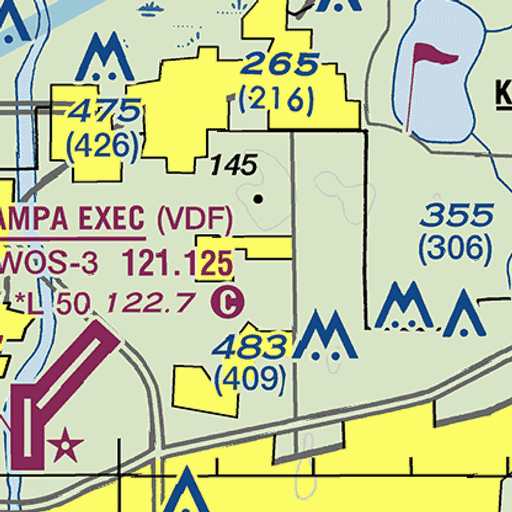 265
(216)
475
(426)
K
145
AMPA EXEC (VDF)
355
(306)
WOS-3 121.125
*L 50 122.7 C
483
(409)